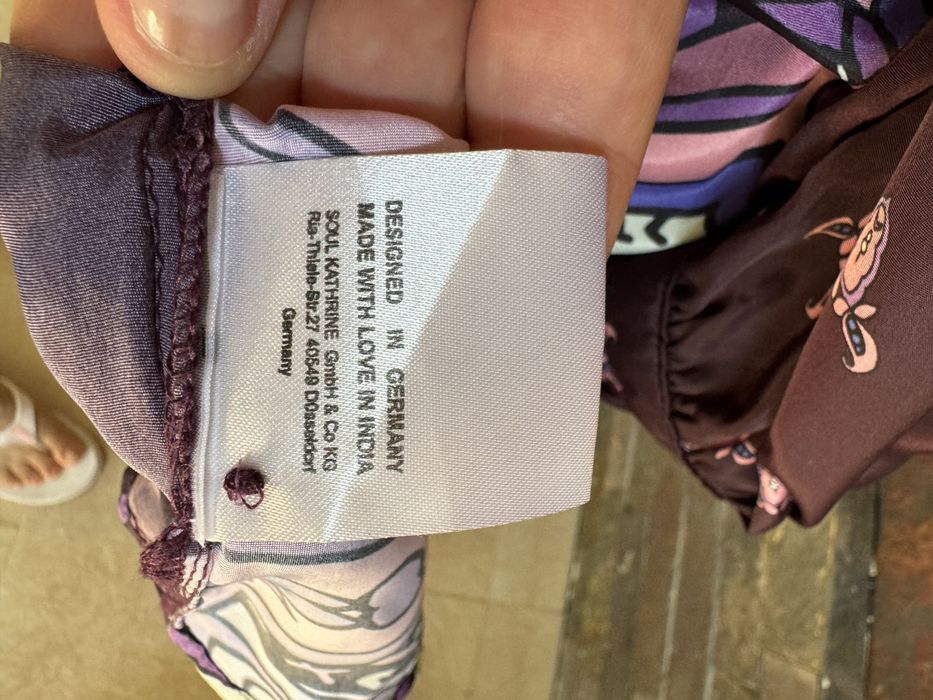 DESIGNED IN GERMANY
MADE WITH LOVE IN INDIA
SOUL KATHRINE GmbH & Co KG
Ria-Thiele-Str.27 40549 Düsseldorf
Germany